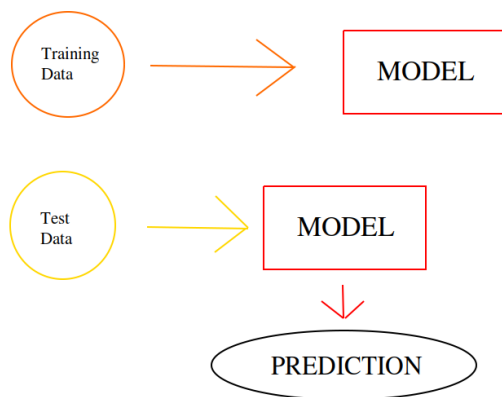 Training
Data
MODEL
Test
Data
MODEL
PREDICTION